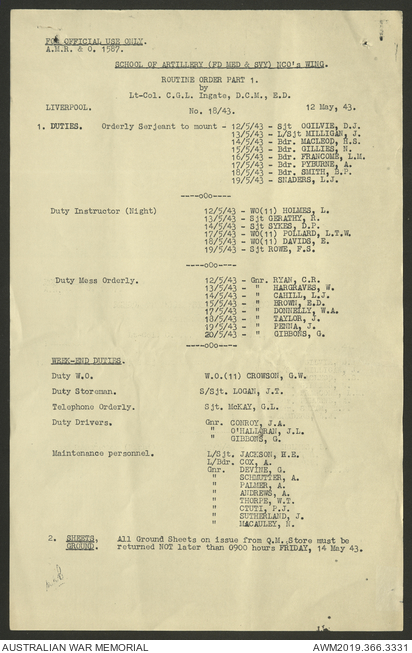 FOR OFFICIAL USE ONLY.
A.M.R. & O. 1587.
SCHOOL OF ARTILLERY (FD MED & SVY) NCO's WING.
ROUTINE ORDER PART 1.
by
Lt-Col. C.G.L. Ingate, D.C.M., E.D.
LIVERPOOL. No. 18/43. 12 May, 43.
1. DUTIES. Orderly Serjeant to mount - 12/5/43 - Sjt OGILVIE, D.J.
13/5/43 - L/Sjt MILLIGAN, J.
14/5/43 - Bdr. MACLEOD, R.S.
15/5/43 - Bdr. GILLIES, N.
16/5/43 - Bdr. FRANCOMB, L.M.
17/5/43 - Bdr. PYBURNE, A.
18/5/43 - Bdr. SMITH, B.P.
19/5/43 - SNADERS, L.J.
----oOo----
Duty Instructor (Night) 12/5/43 - WO(11) HOLMES, L.
13/5/43 - Sjt GERATHY, R.
14/5/43 - Sjt SYKES, D.P.
17/5/43 - WO(11) POLLARD, L.T.W.
18/5/43 - WO(11) DAVIDS, E.
19/5/43 - Sjt ROWE, F.S.
----oOo----
Duty Mess Orderly. 12/5/43 - Gnr. RYAN, C.R.
13/5/43 - " HARGRAVES, W.
14/5/43 - " CAHILL, L.J.
15/5/43 - " BROWN, E.D.
17/5/43 - " DONNELLY, W.A.
18/5/43 - " TAYLOR, J.
19/5/43 - " PENNA, J.
20/5/43 - " GIBBONS, G.
----oOo----
WEEK-END DUTIES.
Duty W.O. W.O.(11) CROWSON, G.W.
Duty Storeman. S/Sjt. LOGAN, J.T.
Telephone Orderly. Sjt. McKAY, G.L.
Duty Drivers. Gnr. CONROY, J.A.
" O'HALLARAN, J.L.
" GIBBONS, G.
Maintenance personnel. L/Sjt. JACKSON, H.E.
L/Bdr. COX, A.
Gnr. DEVINE, G.
" SCHLUTTER, A.
" PALMER, A.
" ANDREWS, A.
" THORPE, W.T.
" CTUTI, P.J.
" SUTHERLAND, J.
" MACAULEY, N.
2. SHEETS, All Ground Sheets on issue from Q.M., Store must be
GROUND. returned NOT later than 0900 hours FRIDAY, 14 May 43.
AUSTRALIAN WAR MEMORIAL AWM2019.366.3331